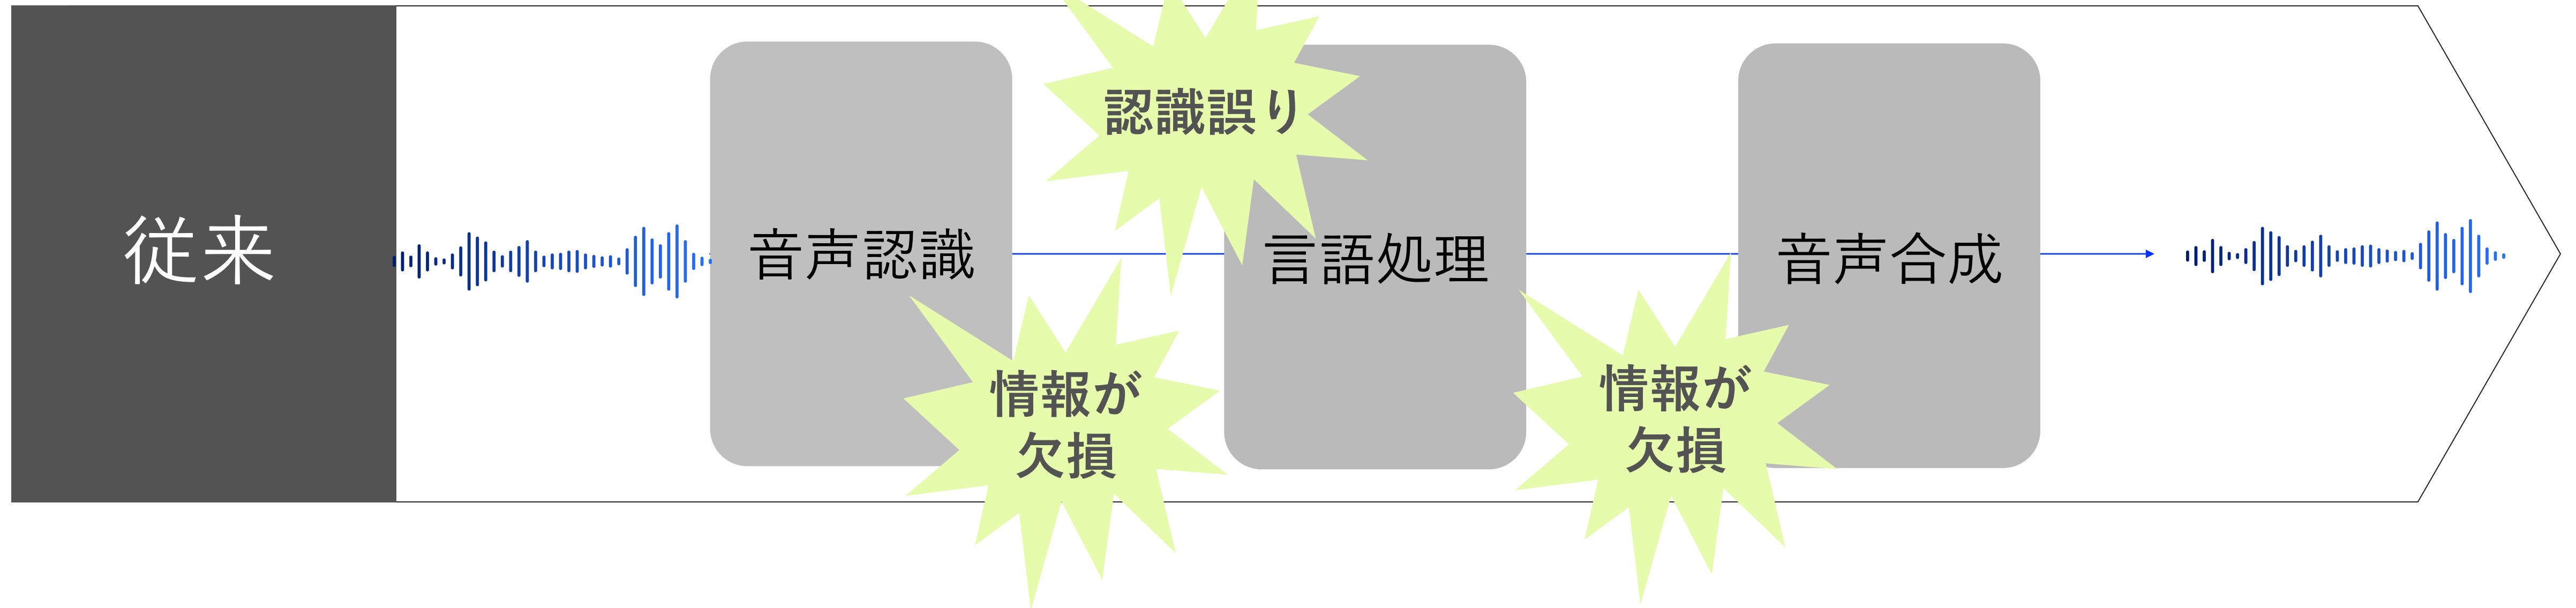 従来
音声認識
認識誤り
情報が
欠損
言語処理
情報が
欠損
音声合成